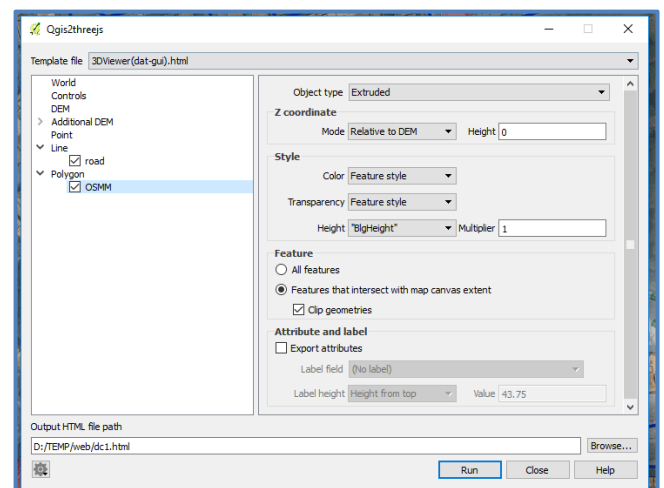 Qgis2threejs
Template file 3DViewer(dat-gui).html
World
Controls
DEM
Additional DEM
Point
Line
road
Polygon
OSMM
Object type Extruded
Z coordinate
Mode Relative to DEM Height 0
Style
Color Feature style
Transparency Feature style
Height "BlgHeight" Multiplier 1
Feature
All features
Features that intersect with map canvas extent
Clip geometries
Attribute and label
Export attributes
Label field (No label)
Label height Height from top Value 43.75
Output HTML file path
D:/TEMP/web/dc1.html Browse...
Run Close Help